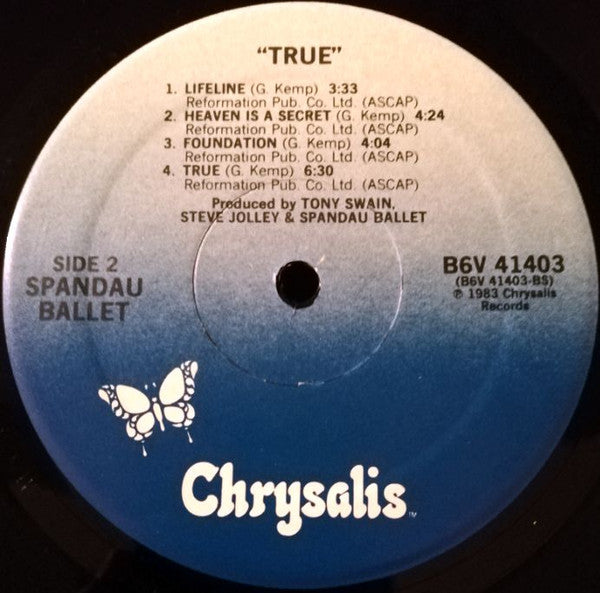 "TRUE"
1. LIFELINE (G. Kemp) 3:33
Reformation Pub. Co. Ltd. (ASCAP)
2. HEAVEN IS A SECRET (G. Kemp) 4:24
Reformation Pub. Co. Ltd. (ASCAP)
3. FOUNDATION (G. Kemp) 4:04
Reformation Pub. Co. Ltd. (ASCAP)
4. TRUE (G. Kemp) 6:30
Reformation Pub. Co. Ltd. (ASCAP)
Produced by TONY SWAIN,
STEVE JOLLEY & SPANDAU BALLET
SIDE 2
SPANDAU
BALLET
B6V 41403
(B6V 41403-BS)
℗ 1983 Chrysalis
Records
Chrysalis™